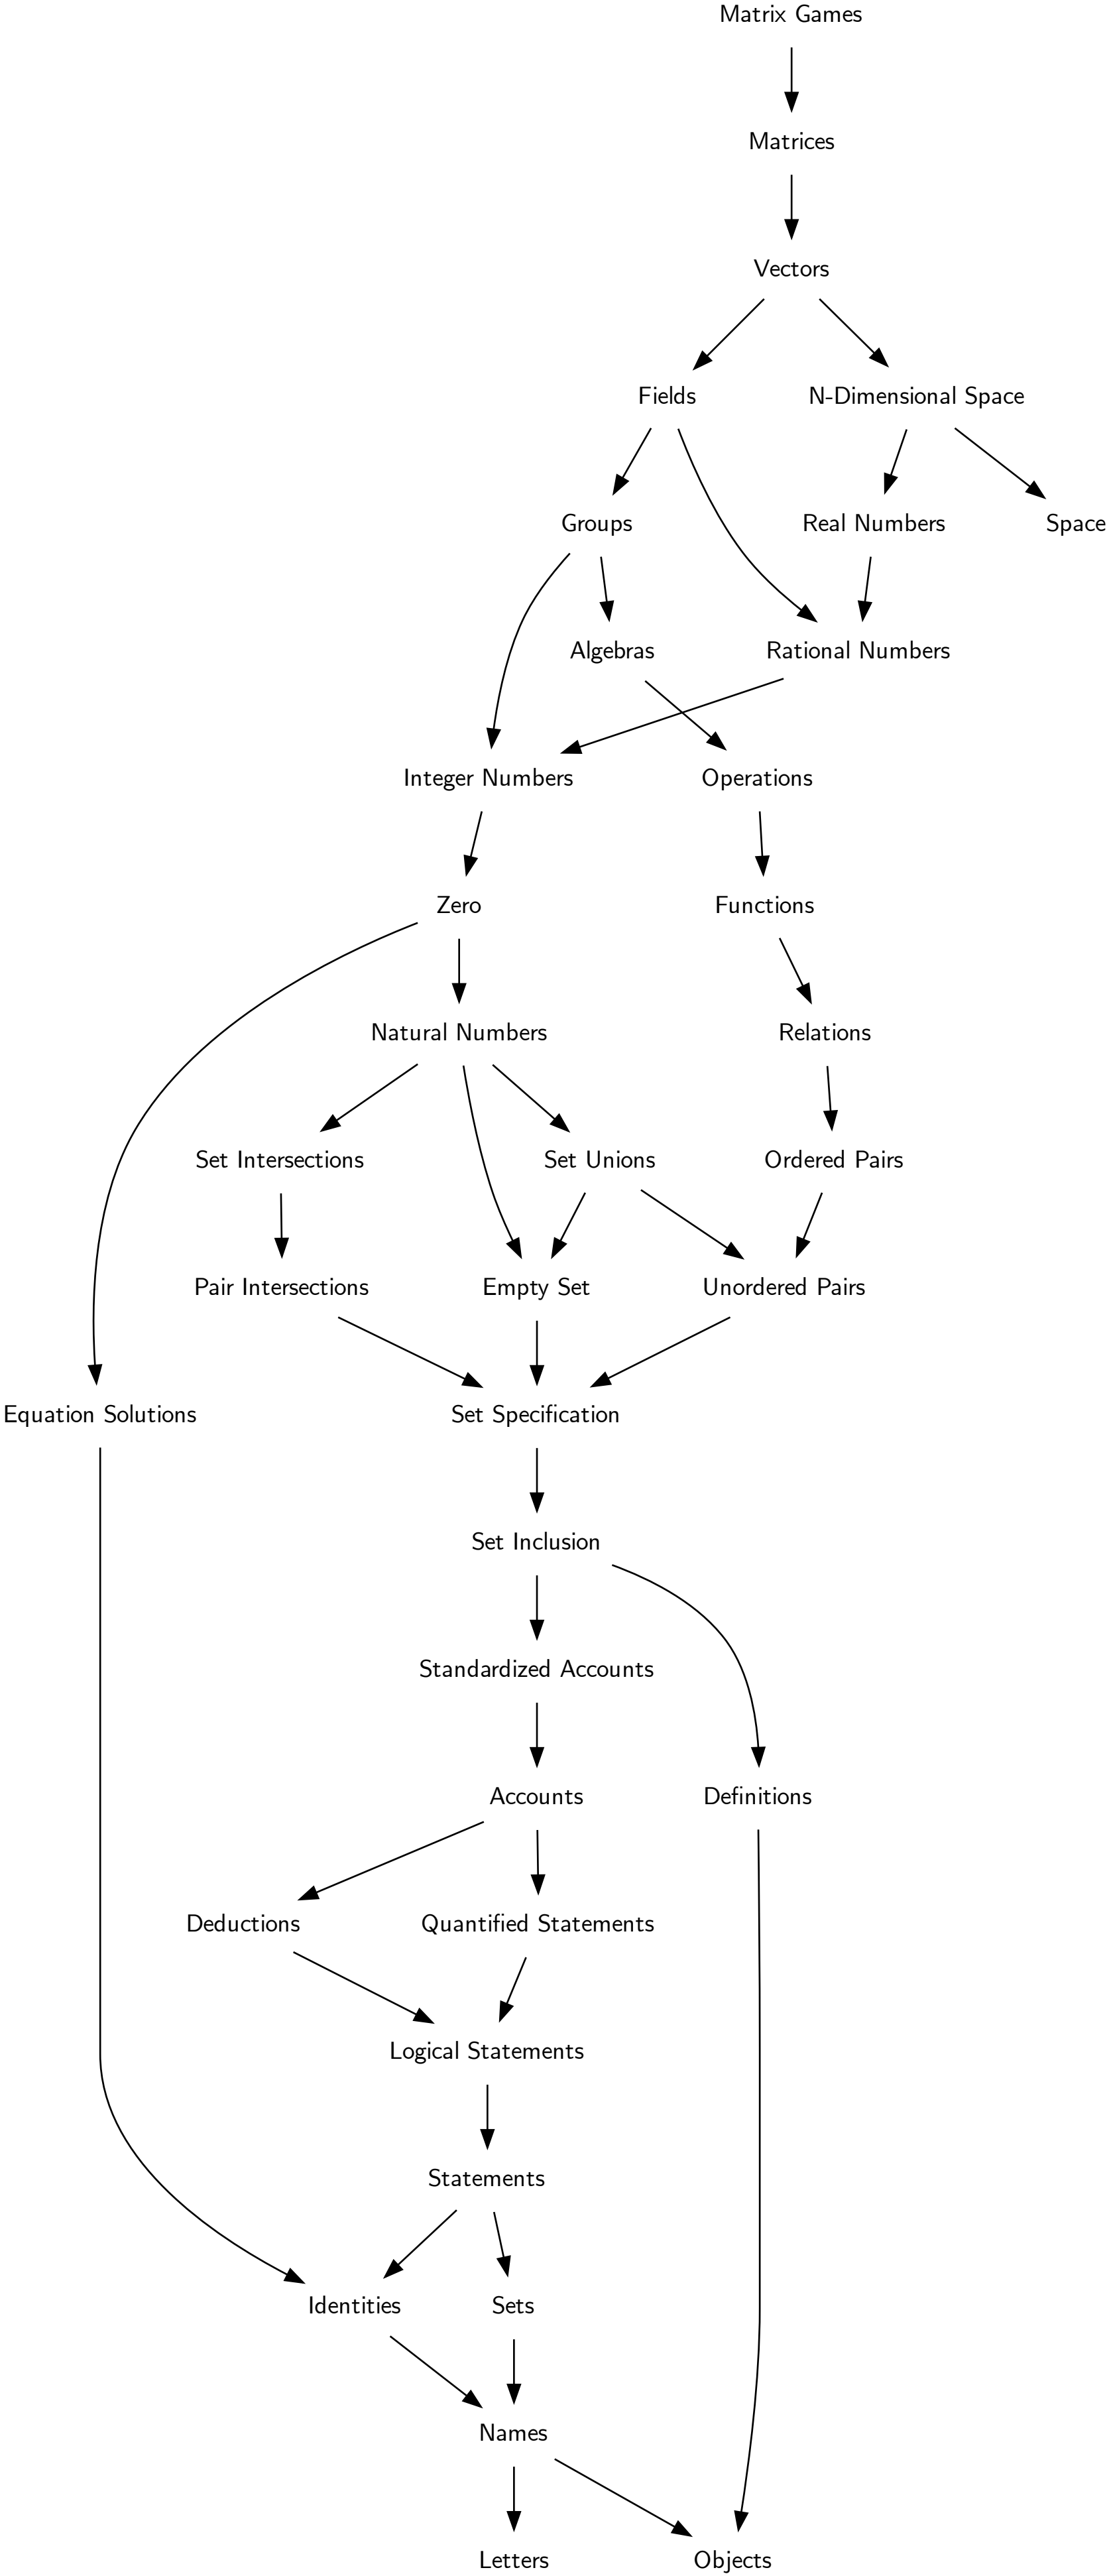 Matrix Games
Matrices
Vectors
Fields
N-Dimensional Space
Groups
Real Numbers
Space
Algebras
Rational Numbers
Integer Numbers
Operations
Zero
Functions
Natural Numbers
Relations
Set Intersections
Set Unions
Ordered Pairs
Pair Intersections
Empty Set
Unordered Pairs
Equation Solutions
Set Specification
Set Inclusion
Standardized Accounts
Accounts
Definitions
Deductions
Quantified Statements
Logical Statements
Statements
Identities
Sets
Names
Letters
Objects